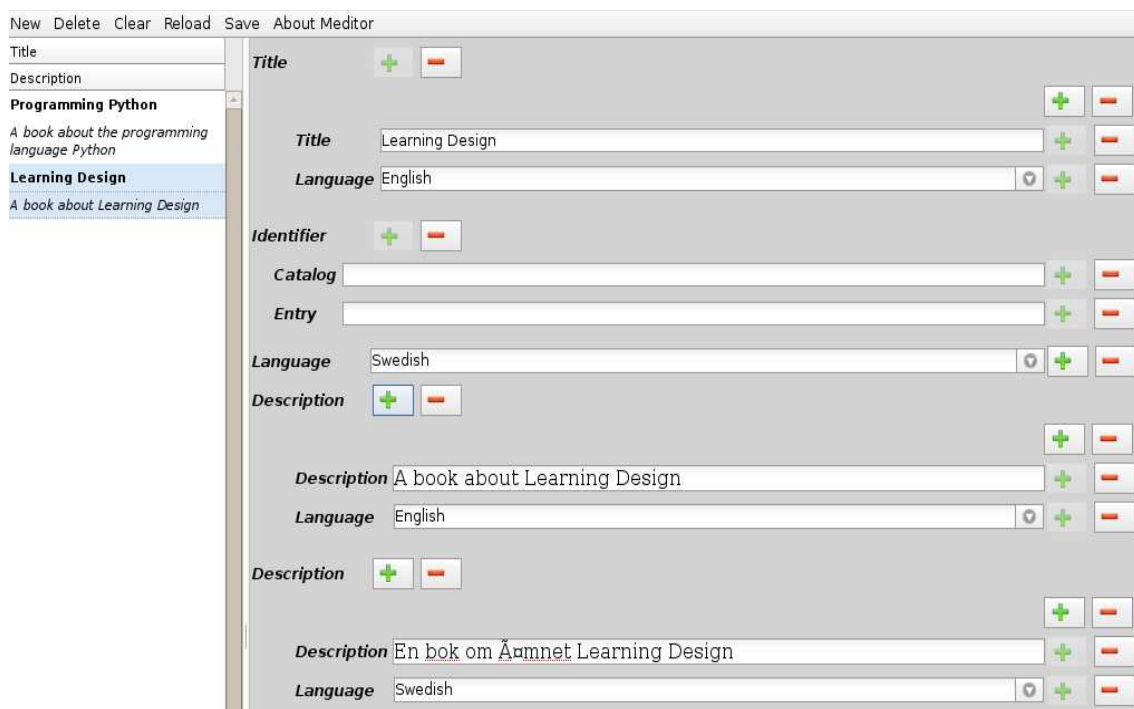 New Delete Clear Reload Save About Meditor
Title
Description
Programming Python
A book about the programming
language Python
Learning Design
A book about Learning Design
Title
Title Learning Design
Language English
Identifier
Catalog
Entry
Language Swedish
Description
Description A book about Learning Design
Language English
Description
Description En bok om Ã¤mnet Learning Design
Language Swedish